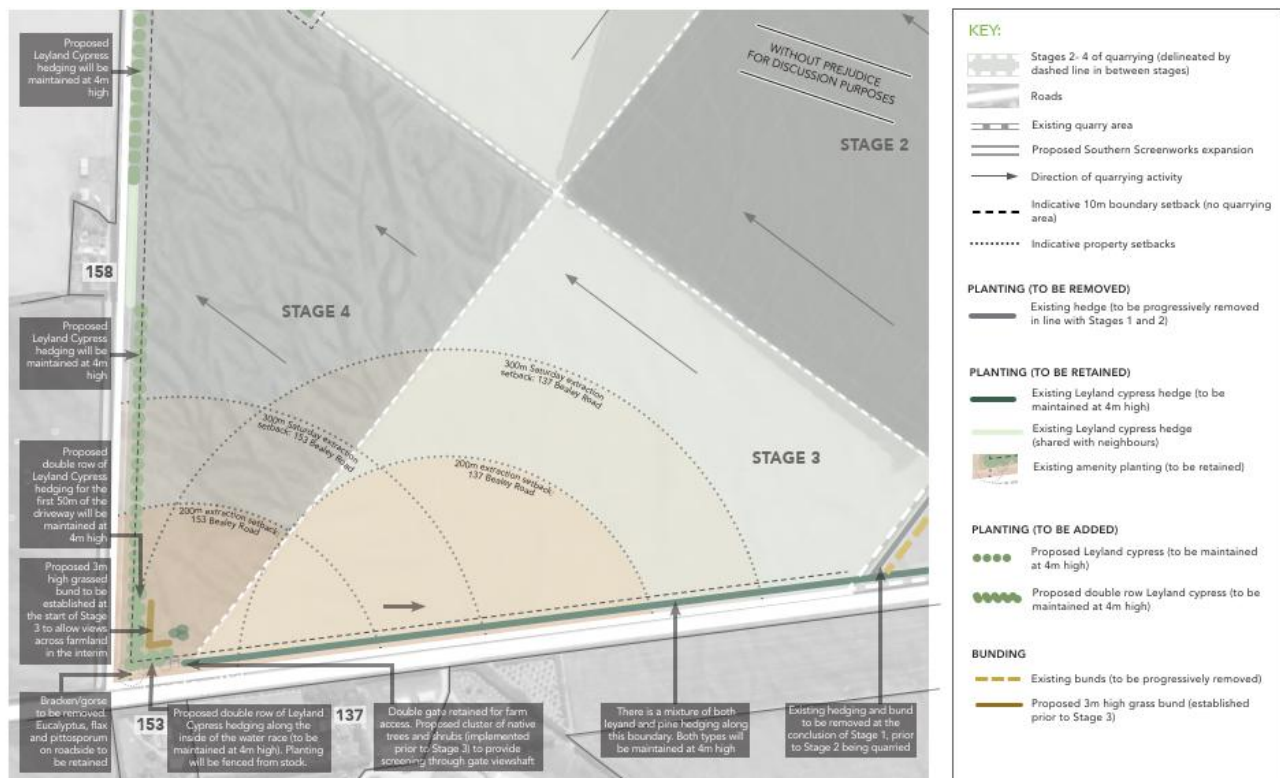 Proposed
Leyland Cypress
hedging will be
maintained at 4m
high
158
Proposed
Leyland Cypress
hedging will be
maintained at 4m
high
Proposed
double row of
Leyland Cypress
hedging for the
first 50m of the
driveway will be
maintained at
4m high
Proposed 3m
high grassed
bund to be
established at
the start of Stage
3 to allow views
across farmland
in the interim
Bracken/gorse
to be removed.
Eucalyptus, flax
and pittosporum
on roadside to
be retained
153
Proposed double row of Leyland
Cypress hedging along the
inside of the water race (to be
maintained at 4m high). Planting
will be fenced from stock.
137
Double gate retained for farm
access. Proposed cluster of native
trees and shrubs (implemented
prior to Stage 3) to provide
screening through gate viewshaft
There is a mixture of both
leyand and pine hedging along
this boundary. Both types will
be maintained at 4m high
Existing hedging and bund
to be removed at the
conclusion of Stage 1, prior
to Stage 2 being quarried
WITHOUT PREJUDICE
FOR DISCUSSION PURPOSES
STAGE 2
STAGE 4
STAGE 3
300m Saturday extraction
setback: 137 Bealey Road
300m Saturday extraction
setback: 153 Bealey Road
200m extraction setback:
137 Bealey Road
200m extraction setback:
153 Bealey Road
KEY:
Stages 2- 4 of quarrying (delineated by
dashed line in between stages)
Roads
Existing quarry area
Proposed Southern Screenworks expansion
Direction of quarrying activity
Indicative 10m boundary setback (no quarrying
area)
Indicative property setbacks
PLANTING (TO BE REMOVED)
Existing hedge (to be progressively removed
in line with Stages 1 and 2)
PLANTING (TO BE RETAINED)
Existing Leyland cypress hedge (to be
maintained at 4m high)
Existing Leyland cypress hedge
(shared with neighbours)
Existing amenity planting (to be retained)
PLANTING (TO BE ADDED)
Proposed Leyland cypress (to be maintained
at 4m high)
Proposed double row Leyland cypress (to be
maintained at 4m high)
BUNDING
Existing bunds (to be progressively removed)
Proposed 3m high grass bund (established
prior to Stage 3)